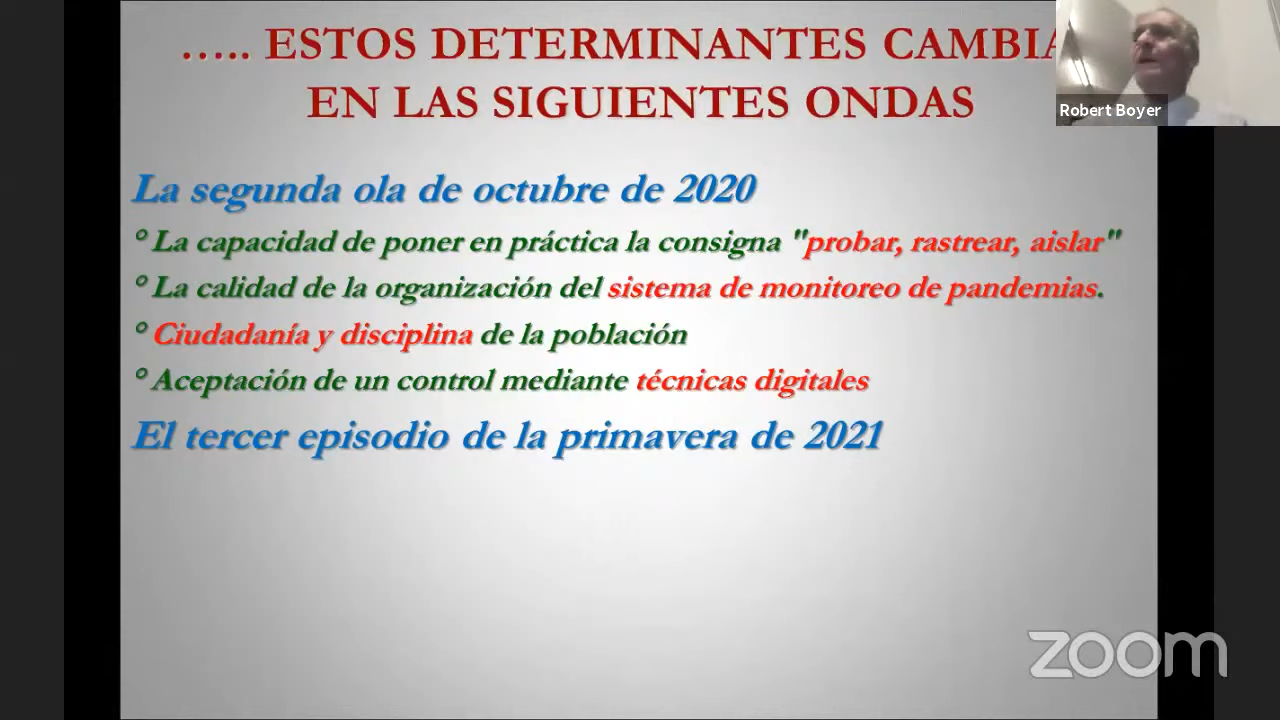 ..... ESTOS DETERMINANTES CAMBIA
EN LAS SIGUIENTES ONDAS
Robert Boyer
La segunda ola de octubre de 2020
° La capacidad de poner en práctica la consigna "probar, rastrear, aislar"
° La calidad de la organización del sistema de monitoreo de pandemias.
° Ciudadanía y disciplina de la población
° Aceptación de un control mediante técnicas digitales
El tercer episodio de la primavera de 2021
zoom